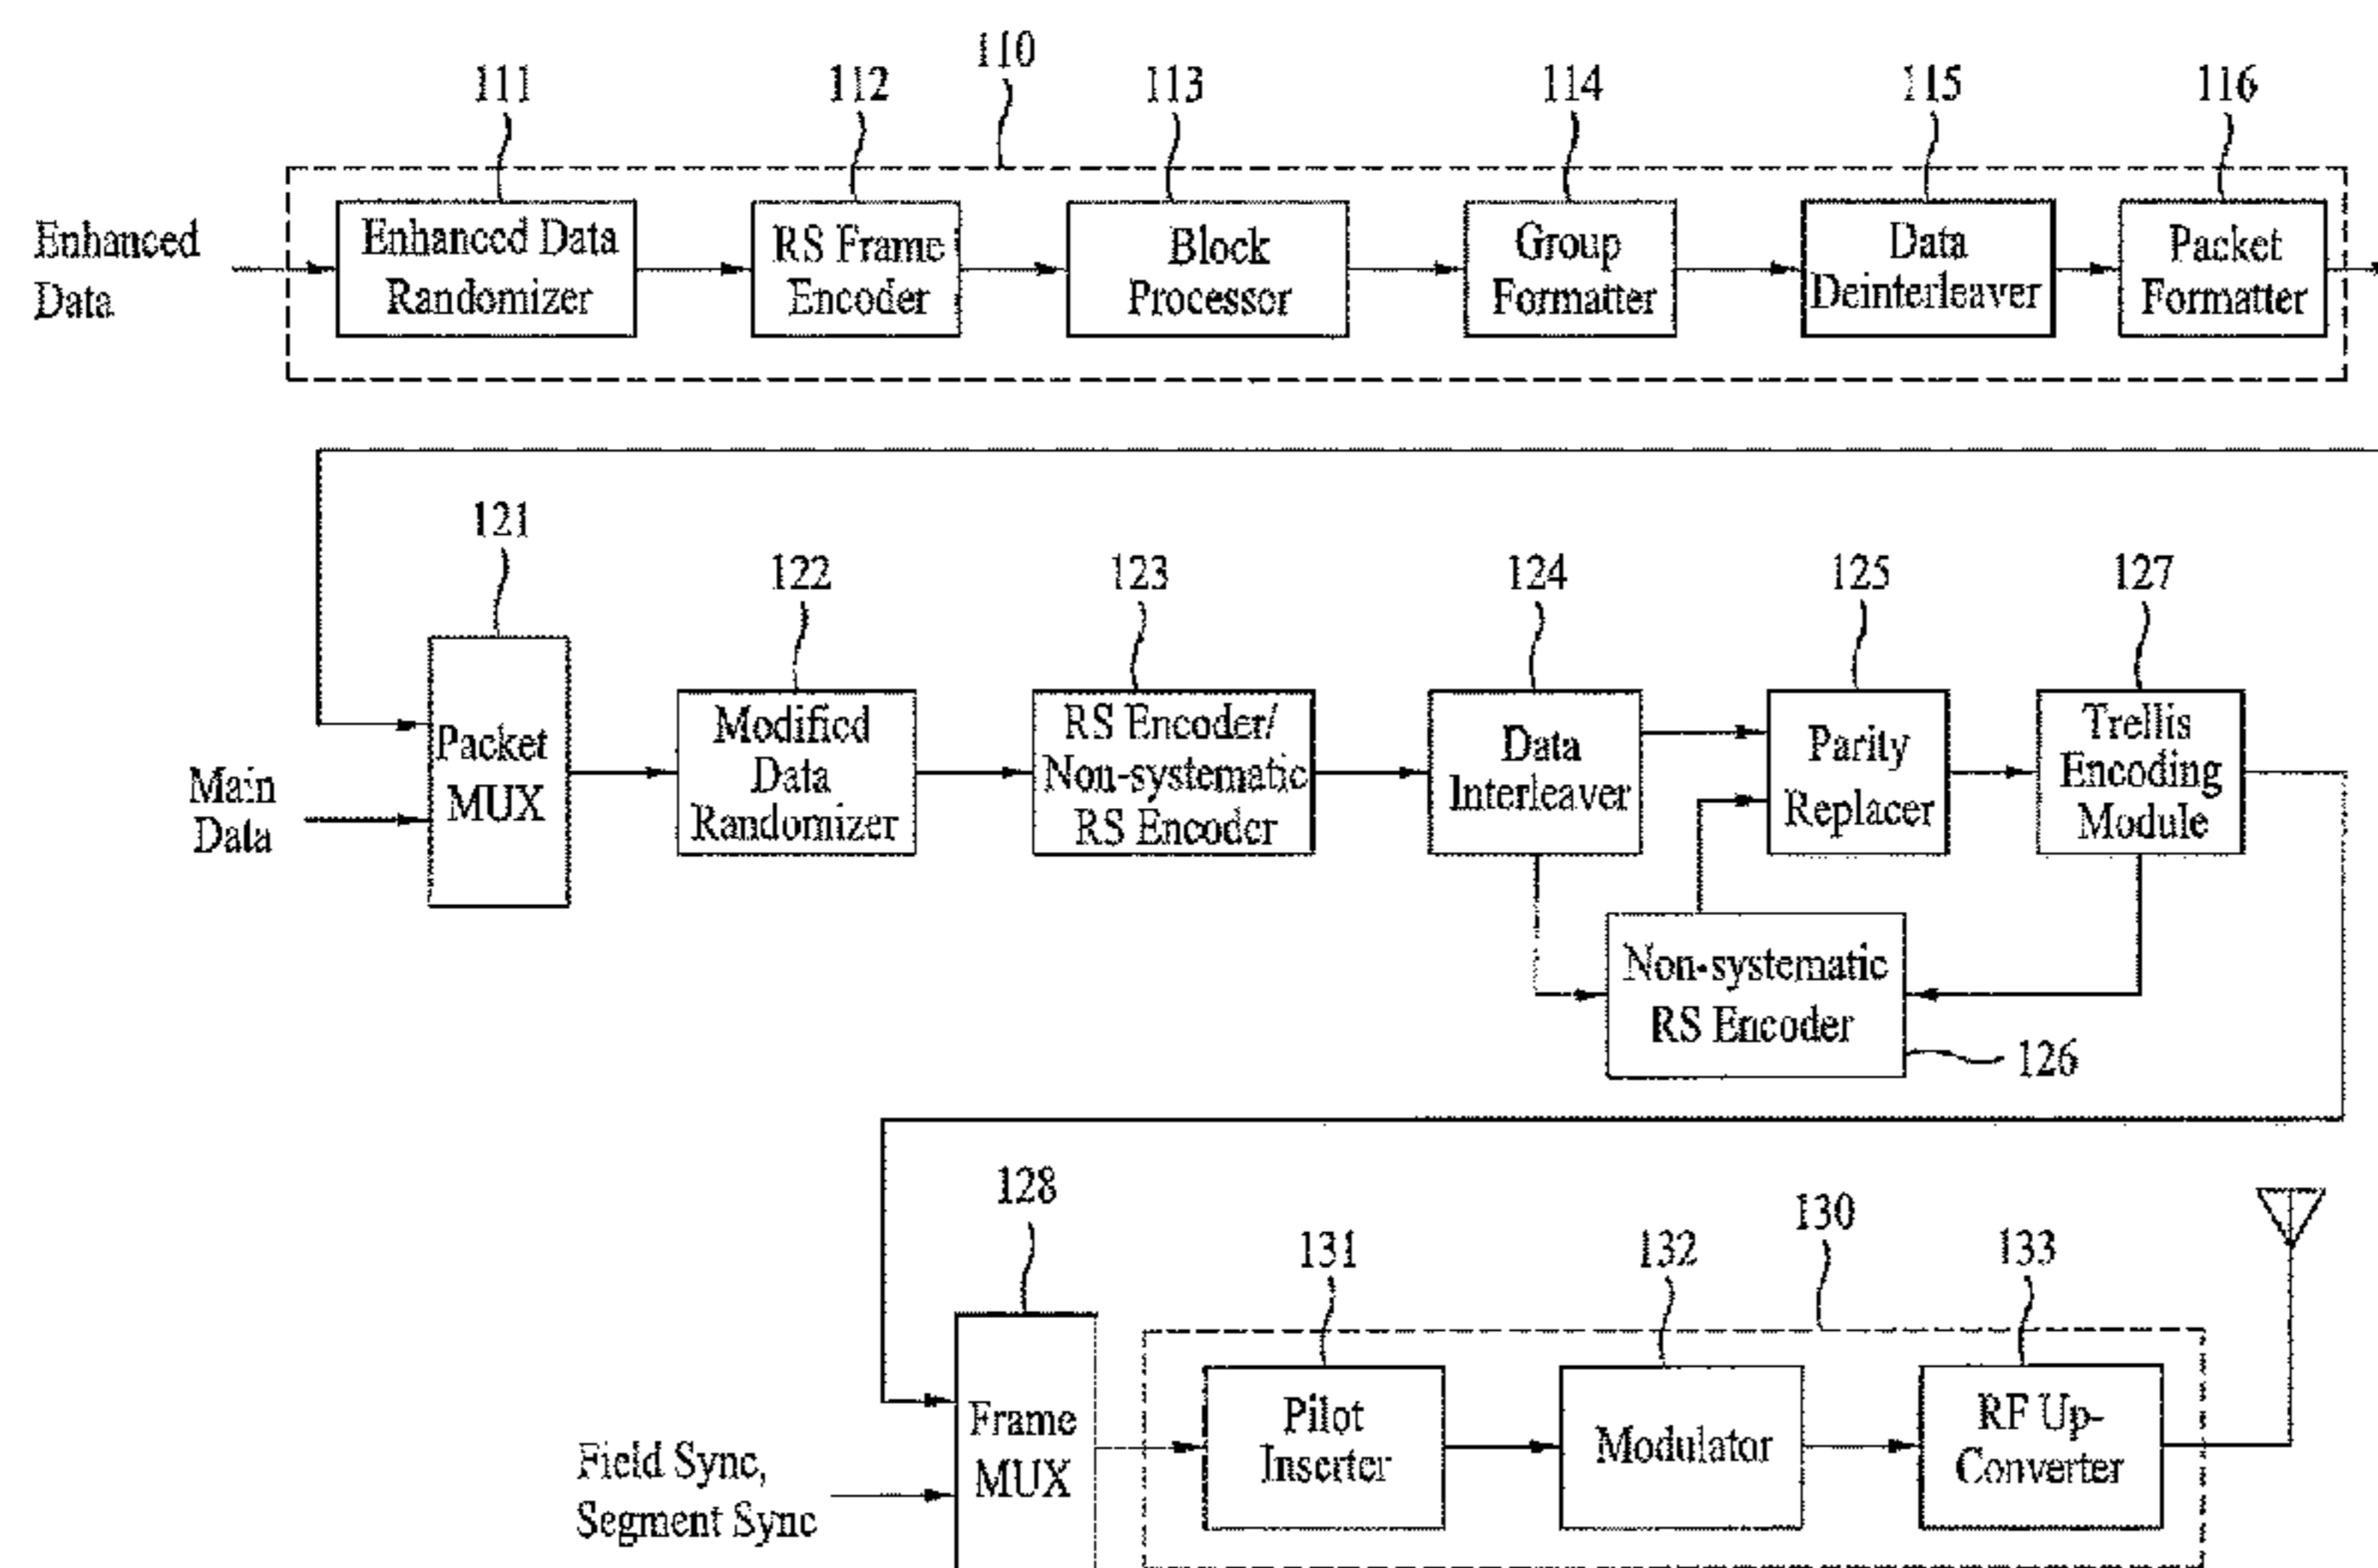 110
111
112
113
114
115
116
Enhanced
Data
Enhanced Data
Randomizer
RS Frame
Encoder
Block
Processor
Group
Formatter
Data
Deinterleaver
Packet
Formatter
121
122
123
124
125
127
Main
Data
Packet
MUX
Modified
Data
Randomizer
RS Encoder/
Non-systematic
RS Encoder
Data
Interleaver
Parity
Replacer
Trellis
Encoding
Module
Non-systematic
RS Encoder
126
128
130
131
132
133
Field Sync,
Segment Sync
Frame
MUX
Pilot
Inserter
Modulator
RF Up-
Converter